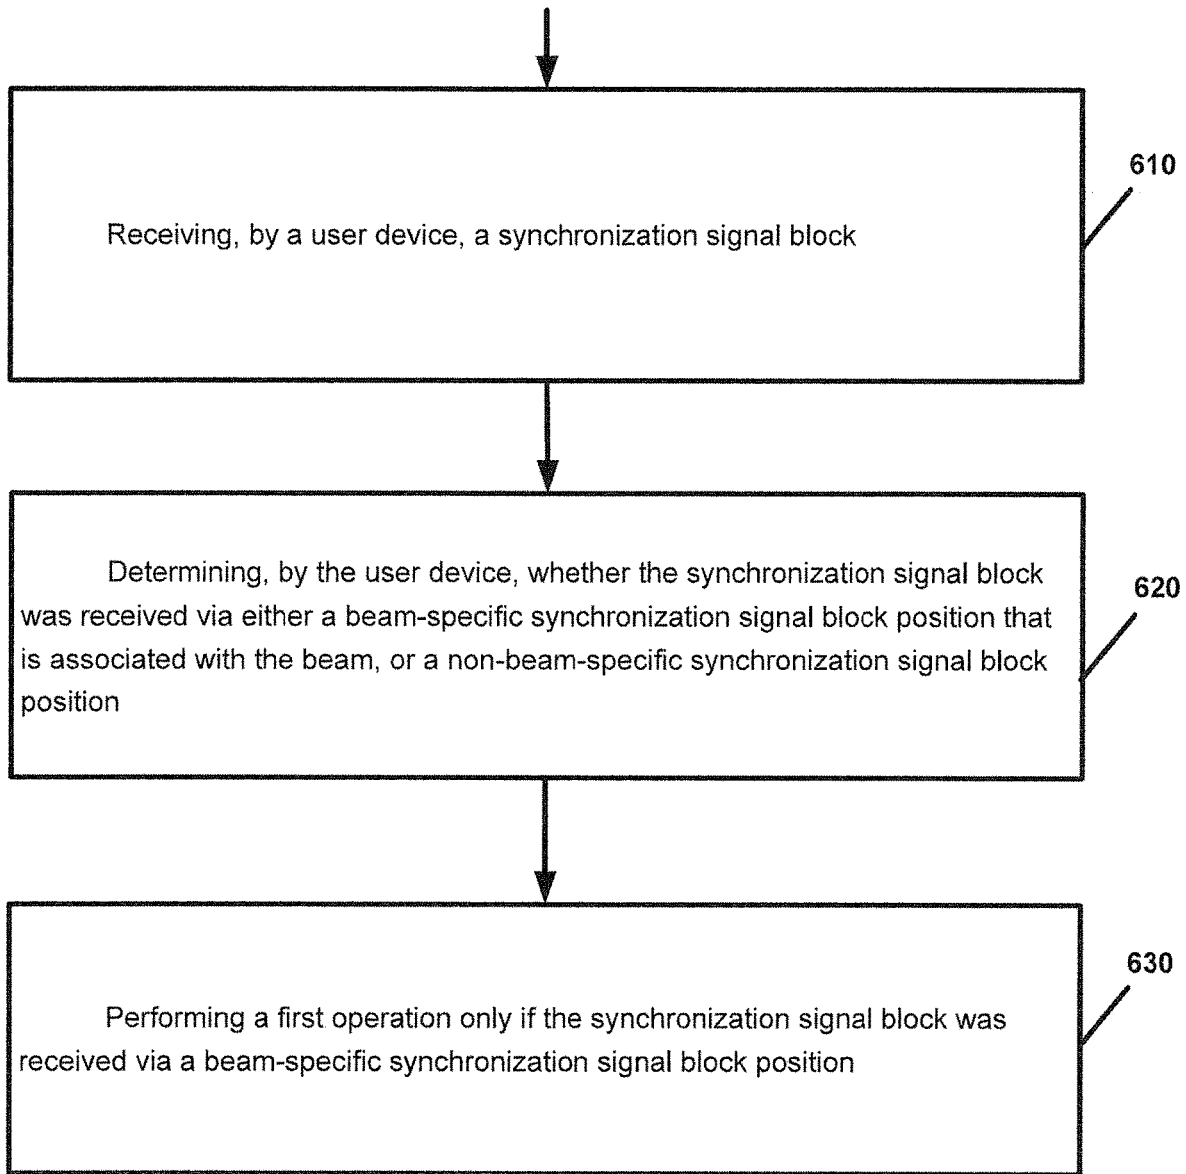 610
Receiving, by a user device, a synchronization signal block
Determining, by the user device, whether the synchronization signal block
620
was received via either a beam-specific synchronization signal block position that
is associated with the beam, or a non-beam-specific synchronization signal block
position
630
Performing a first operation only if the synchronization signal block was
received via a beam-specific synchronization signal block position